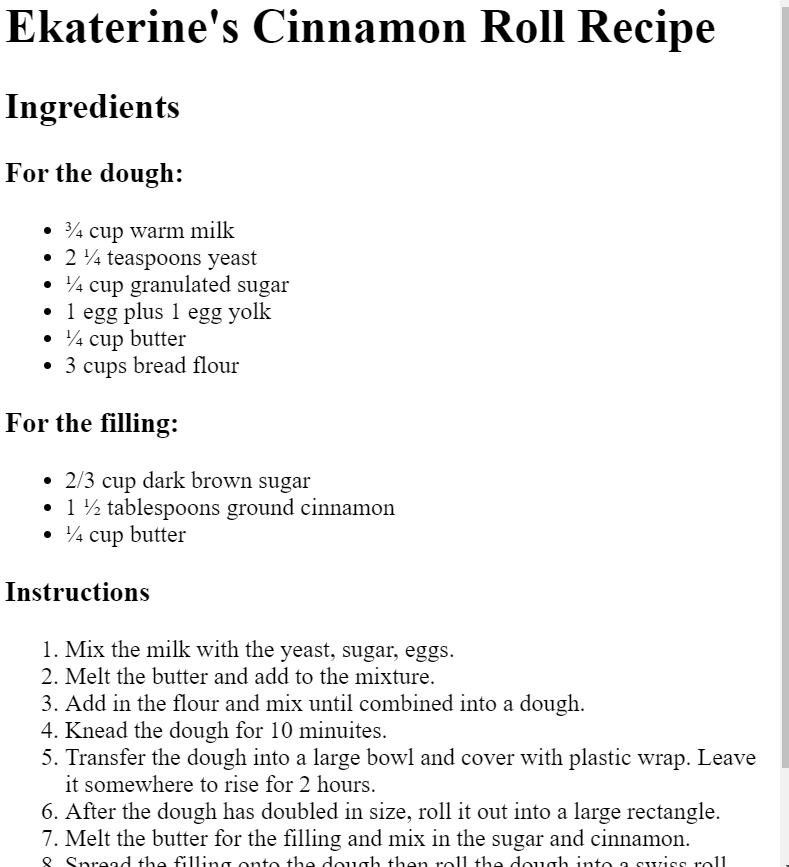 Ekaterine's Cinnamon Roll Recipe
Ingredients
For the dough:
• ¾ cup warm milk
• 2 ¼ teaspoons yeast
• ¼ cup granulated sugar
• 1 egg plus 1 egg yolk
• ¼ cup butter
• 3 cups bread flour
For the filling:
• 2/3 cup dark brown sugar
• 1 ½ tablespoons ground cinnamon
• ¼ cup butter
Instructions
1. Mix the milk with the yeast, sugar, eggs.
2. Melt the butter and add to the mixture.
3. Add in the flour and mix until combined into a dough.
4. Knead the dough for 10 minuites.
5. Transfer the dough into a large bowl and cover with plastic wrap. Leave
it somewhere to rise for 2 hours.
6. After the dough has doubled in size, roll it out into a large rectangle.
7. Melt the butter for the filling and mix in the sugar and cinnamon.
8. Spread the filling onto the dough then roll the dough into a swiss roll